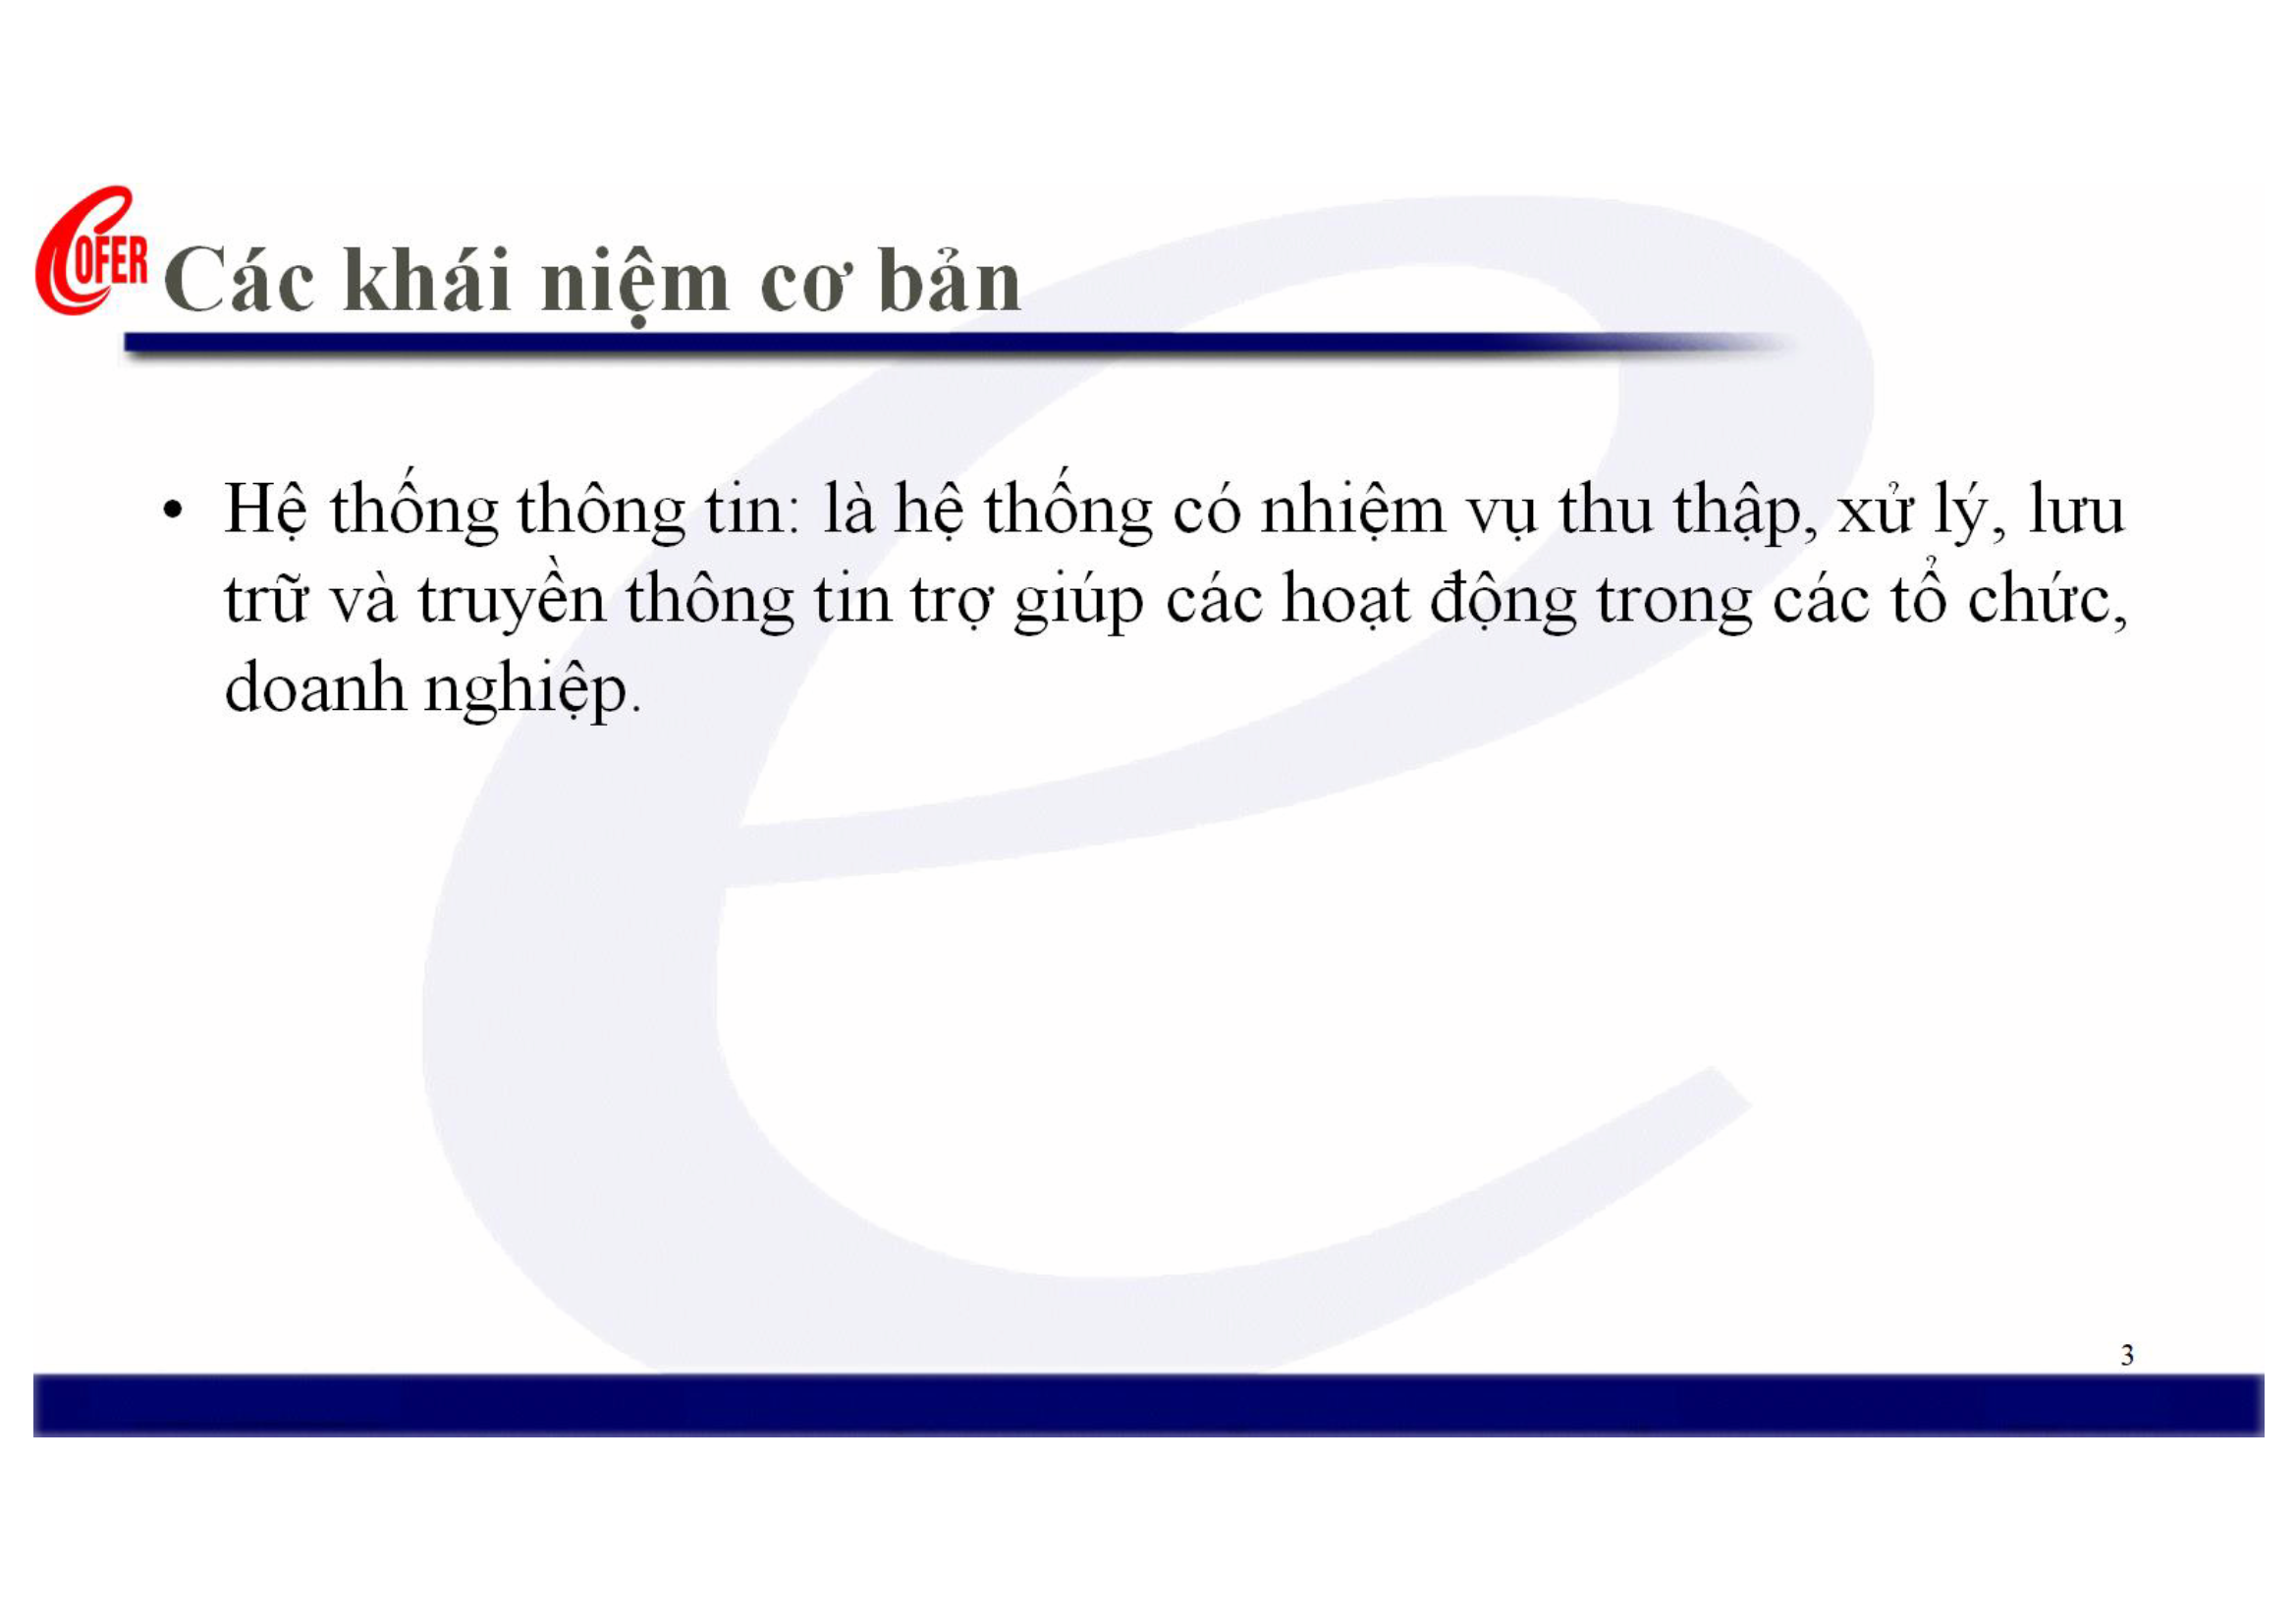 COFER
Các khái niệm cơ bản
• Hệ thống thông tin: là hệ thống có nhiệm vụ thu thập, xử lý, lưu
trữ và truyền thông tin trợ giúp các hoạt động trong các tổ chức,
doanh nghiệp.
3